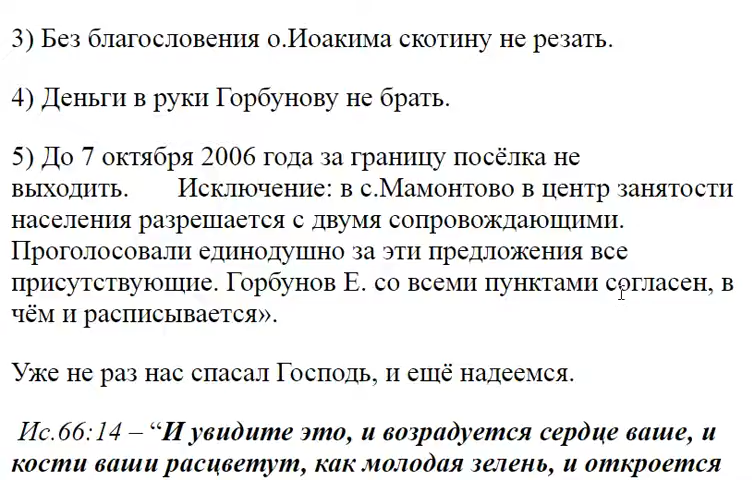 3) Без благословения о.Иоакима скотину не резать.
4) Деньги в руки Горбунову не брать.
5) До 7 октября 2006 года за границу посёлка не
выходить. Исключение: в с.Мамонтово в центр занятости
населения разрешается с двумя сопровождающими.
Проголосовали единодушно за эти предложения все
присутствующие. Горбунов Е. со всеми пунктами согласен, в
чём и расписывается».
Уже не раз нас спасал Господь, и ещё надеемся.
Ис.66:14 – “И увидите это, и возрадуется сердце ваше, и
кости ваши расцветут, как молодая зелень, и откроется